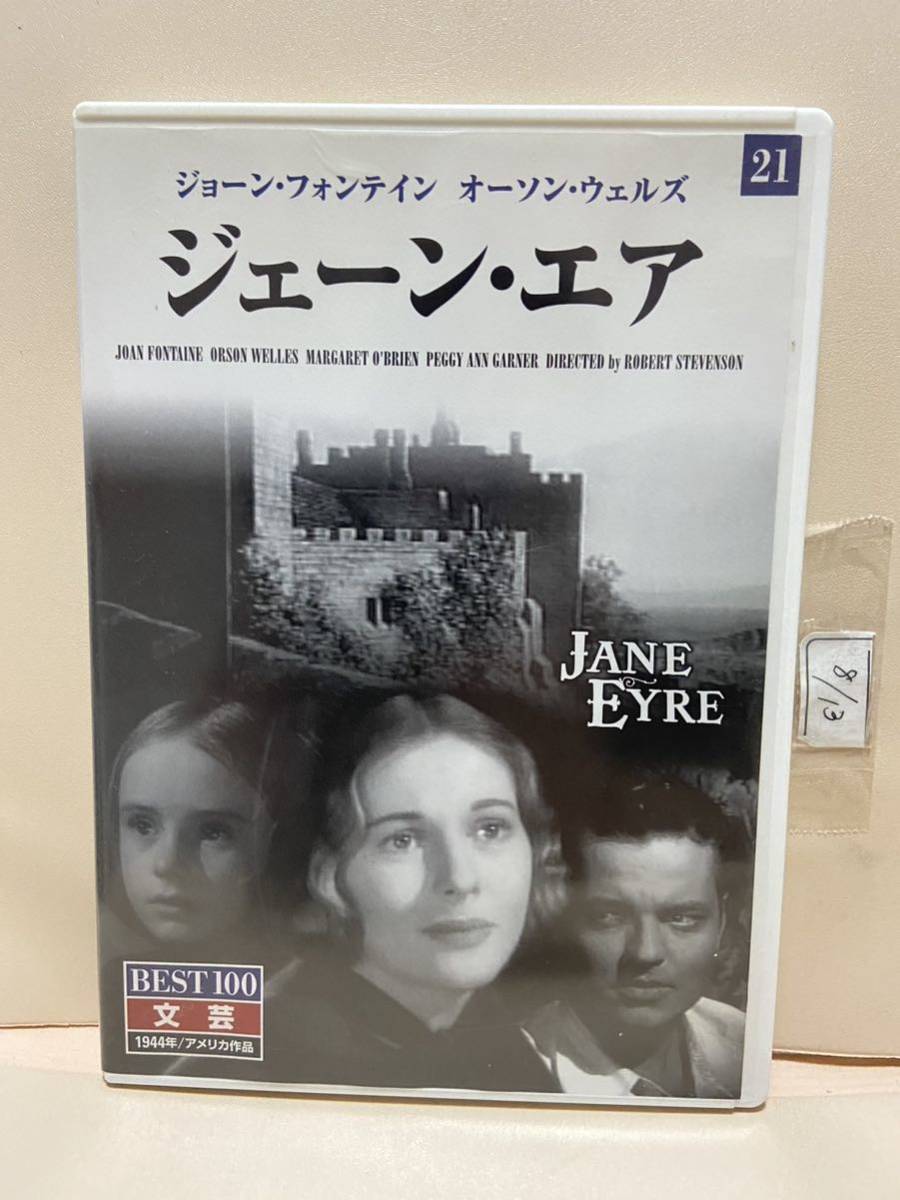 21
ジョーン・フォンテイン オーソン・ウェルズ
ジェーン・エア
JOAN FONTAINE ORSON WELLES MARGARET O'BRIEN PEGGY ANN GARNER DIRECTED by ROBERT STEVENSON
JANE
EYRE
8/13
BEST 100
文芸
1944年/アメリカ作品